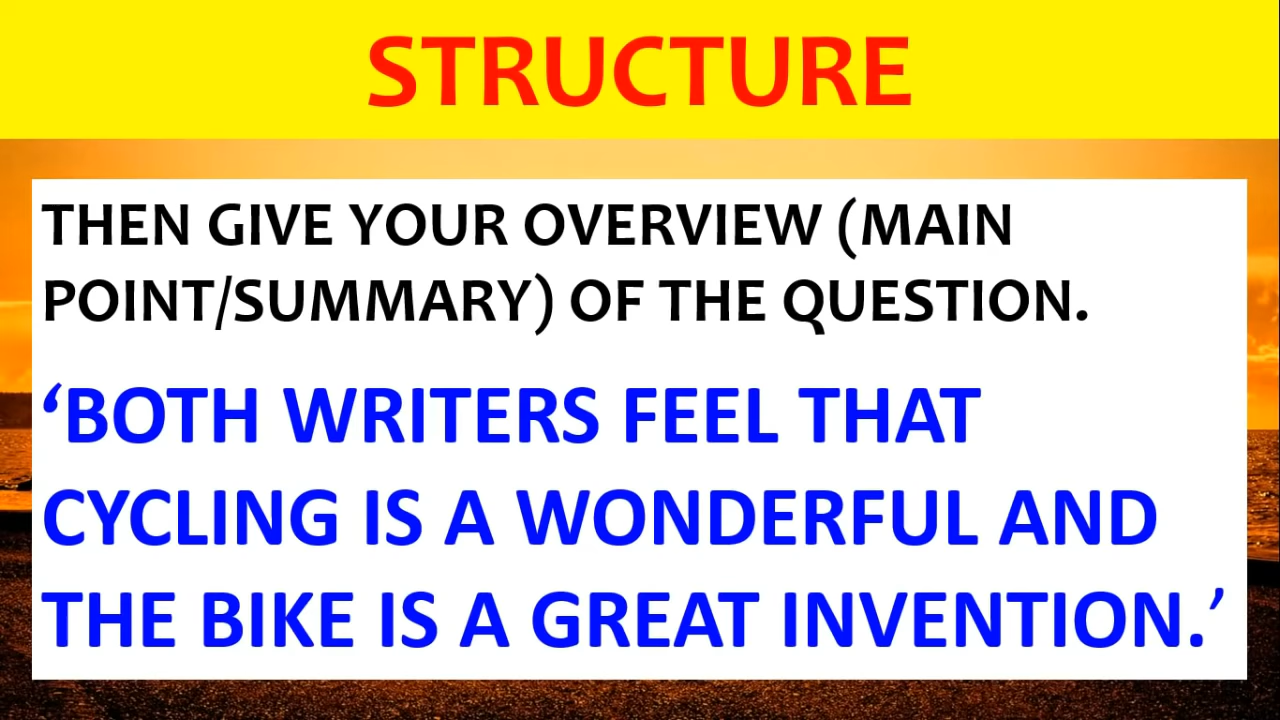 STRUCTURE
THEN GIVE YOUR OVERVIEW (MAIN
POINT/SUMMARY) OF THE QUESTION.
‘BOTH WRITERS FEEL THAT
CYCLING IS A WONDERFUL AND
THE BIKE IS A GREAT INVENTION.’